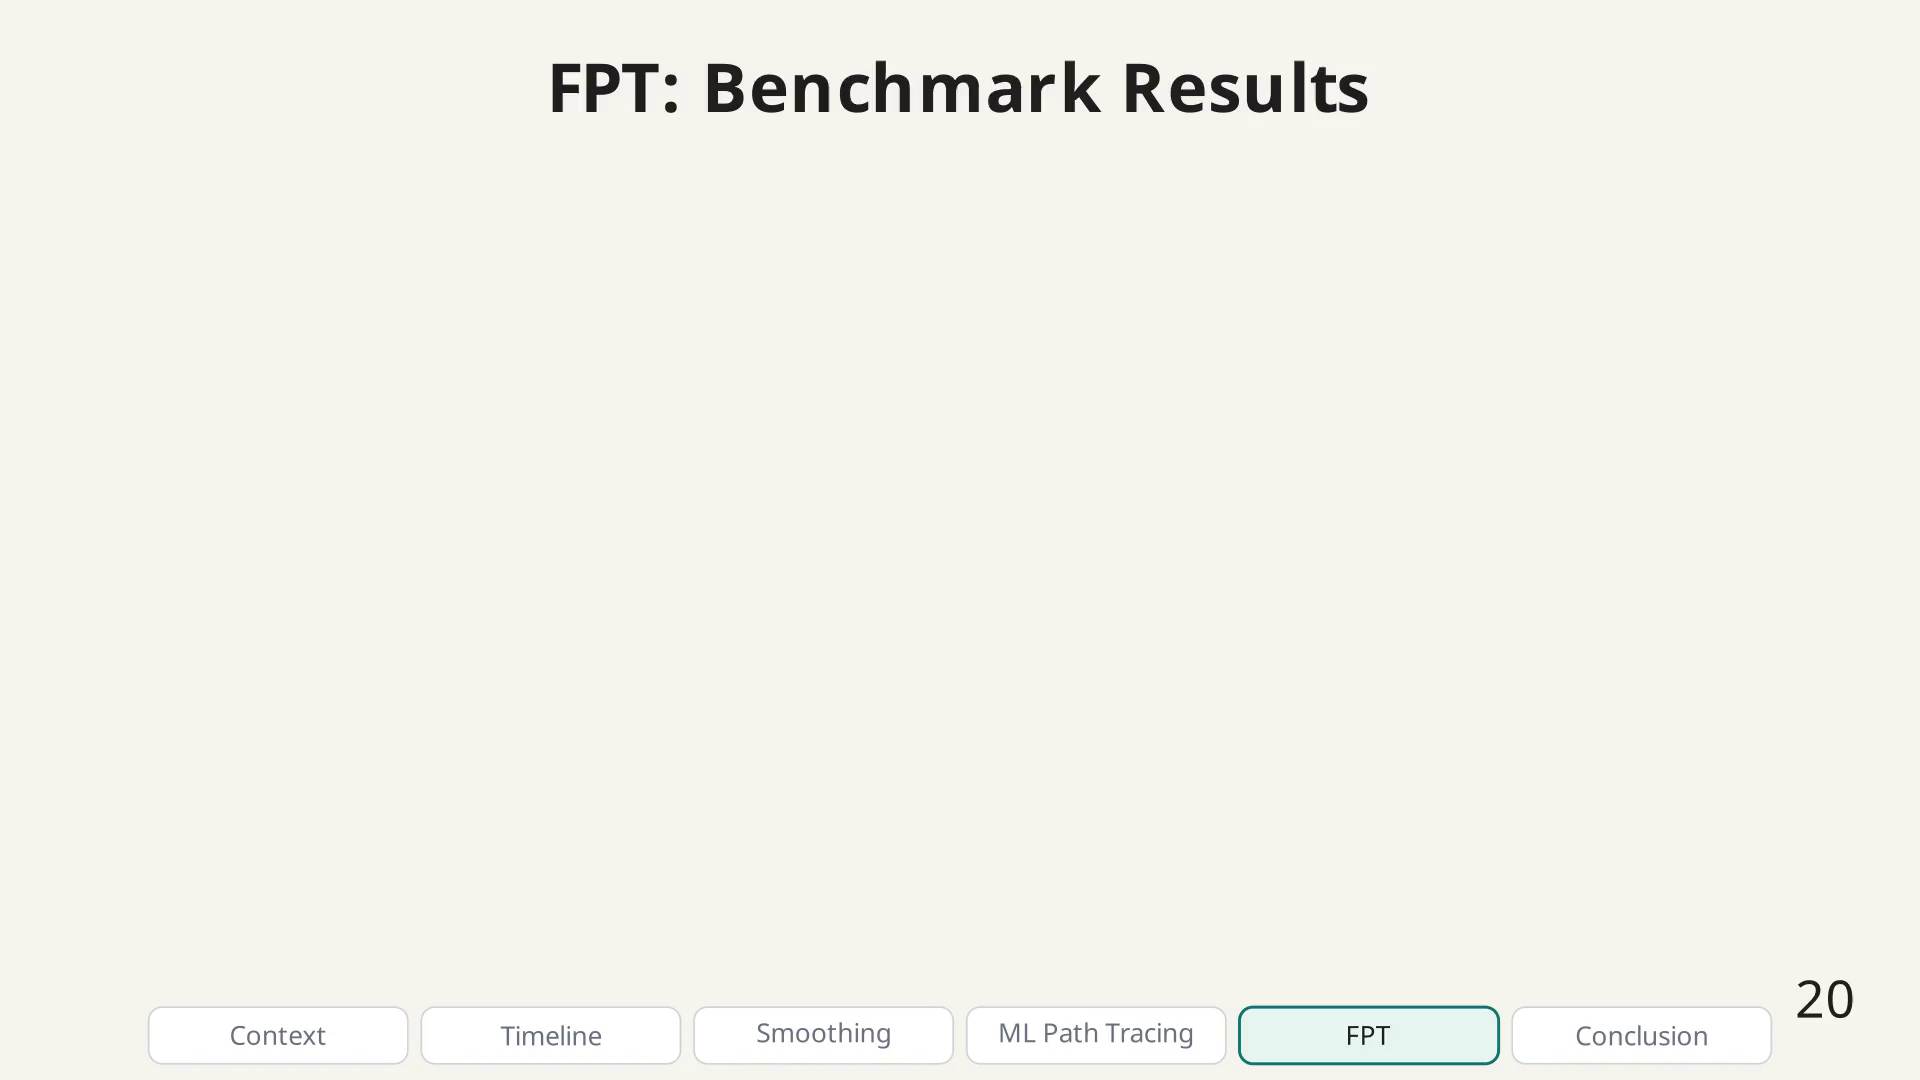 FPT: Benchmark Results
Context
Timeline
Smoothing
ML Path Tracing
FPT
Conclusion
20